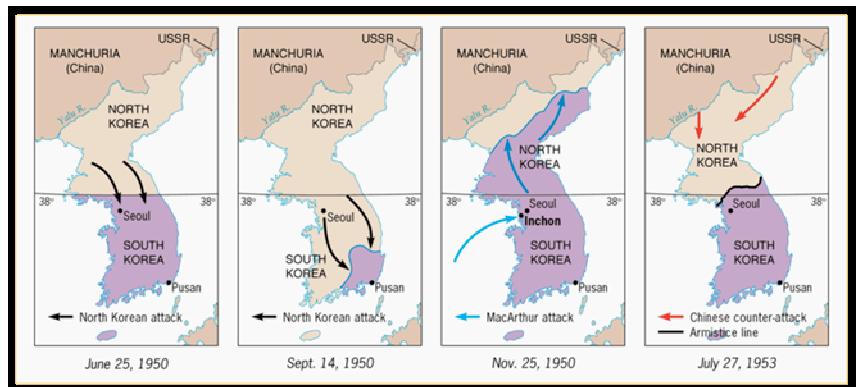 USSR
MANCHURIA
(China)
Yalu R.
NORTH
KOREA
38°
Seoul
SOUTH
KOREA
Pusan
North Korean attack
June 25, 1950
USSR
MANCHURIA
(China)
Yalu R.
NORTH
KOREA
38°
Seoul
SOUTH
KOREA
Pusan
North Korean attack
Sept. 14, 1950
USSR
MANCHURIA
(China)
Yalu R.
NORTH
KOREA
38°
Seoul
Inchon
SOUTH
KOREA
Pusan
MacArthur attack
Nov. 25, 1950
USSR
MANCHURIA
(China)
Yalu R.
NORTH
KOREA
38°
38°
Seoul
SOUTH
KOREA
Pusan
Chinese counter-attack
Armistice line
July 27, 1953